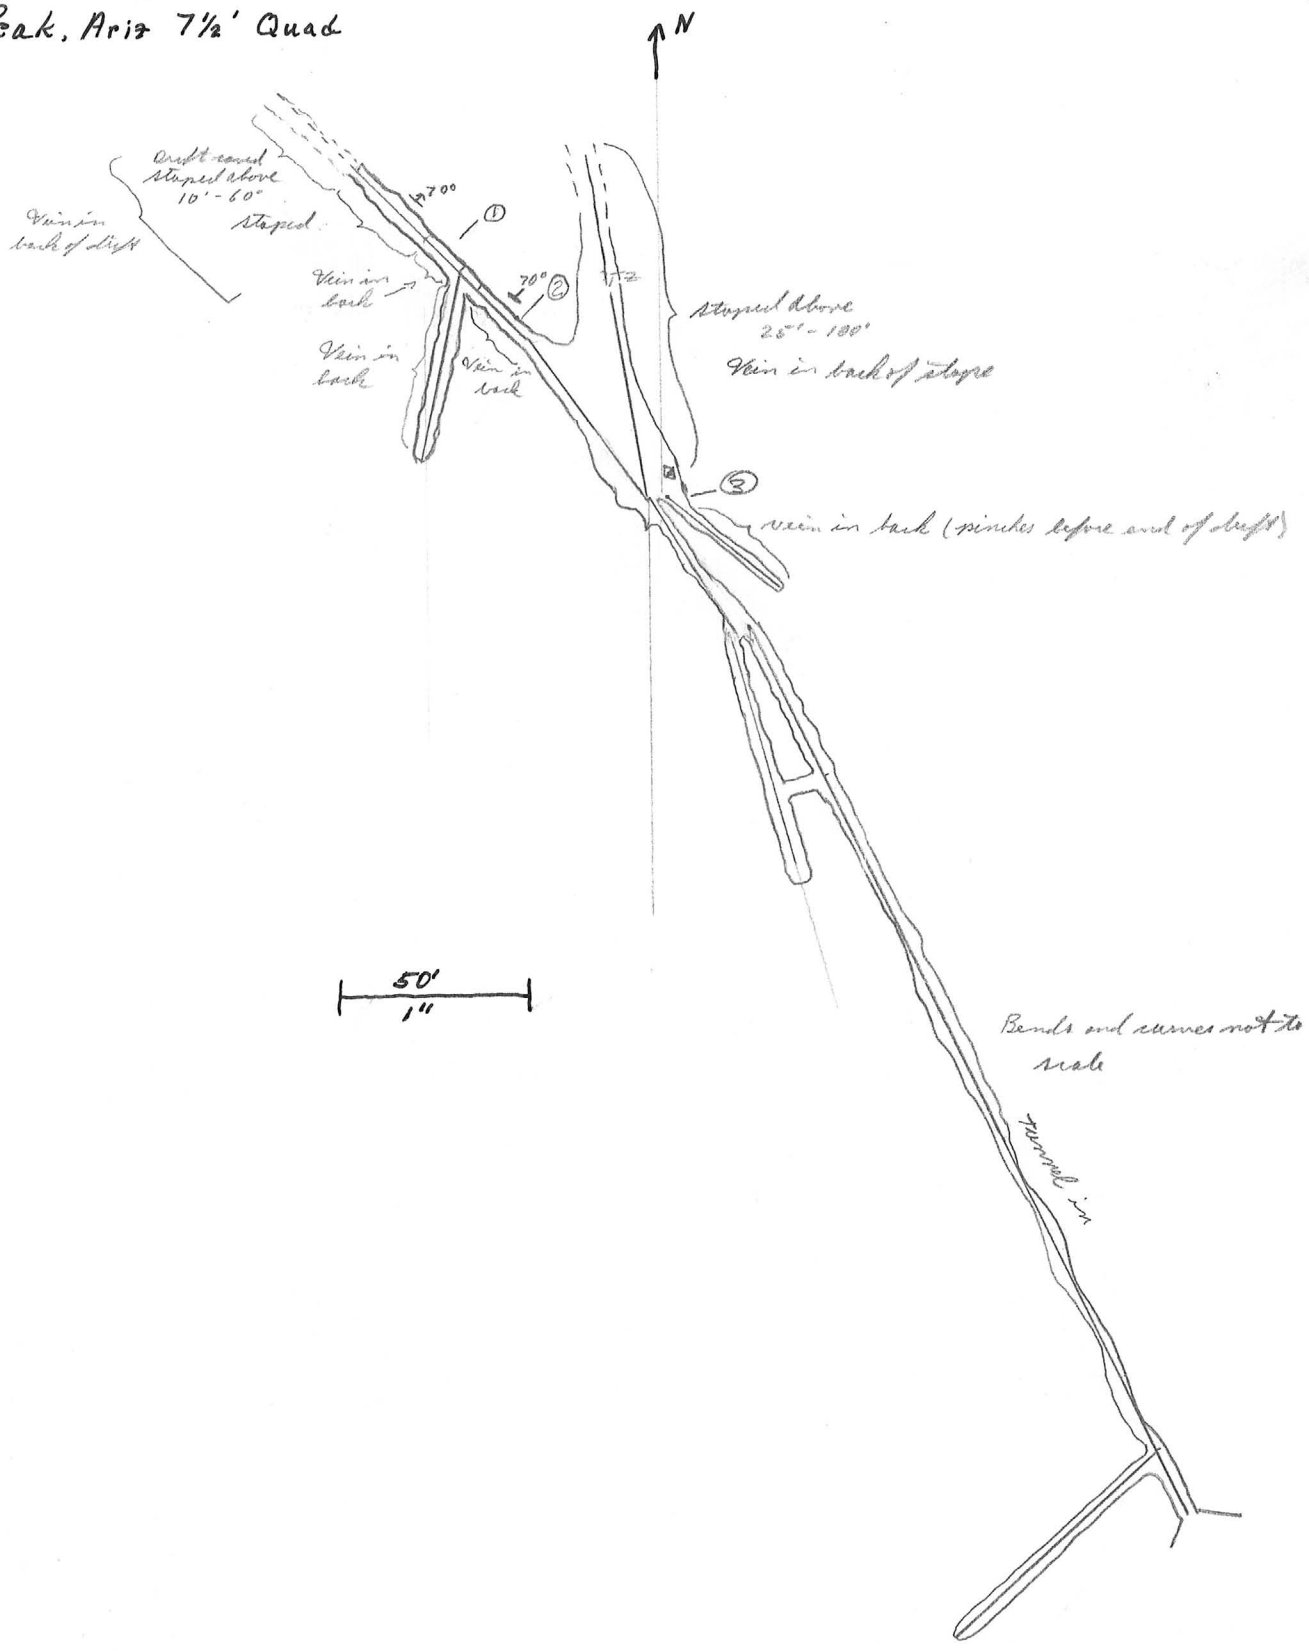 eak, Ariz 7½' Quad
N
Drift caved
stoped above
10'-60°
stoped
Vein in
back of drift
70°
①
Vein in
back
70°
②
Vein in
back
Vein in
back
stoped above
25'-100'
Vein in back of stope
③
vein in back (pinches before end of drift)
50'
1"
Bends and curves not to
scale
tunnel in